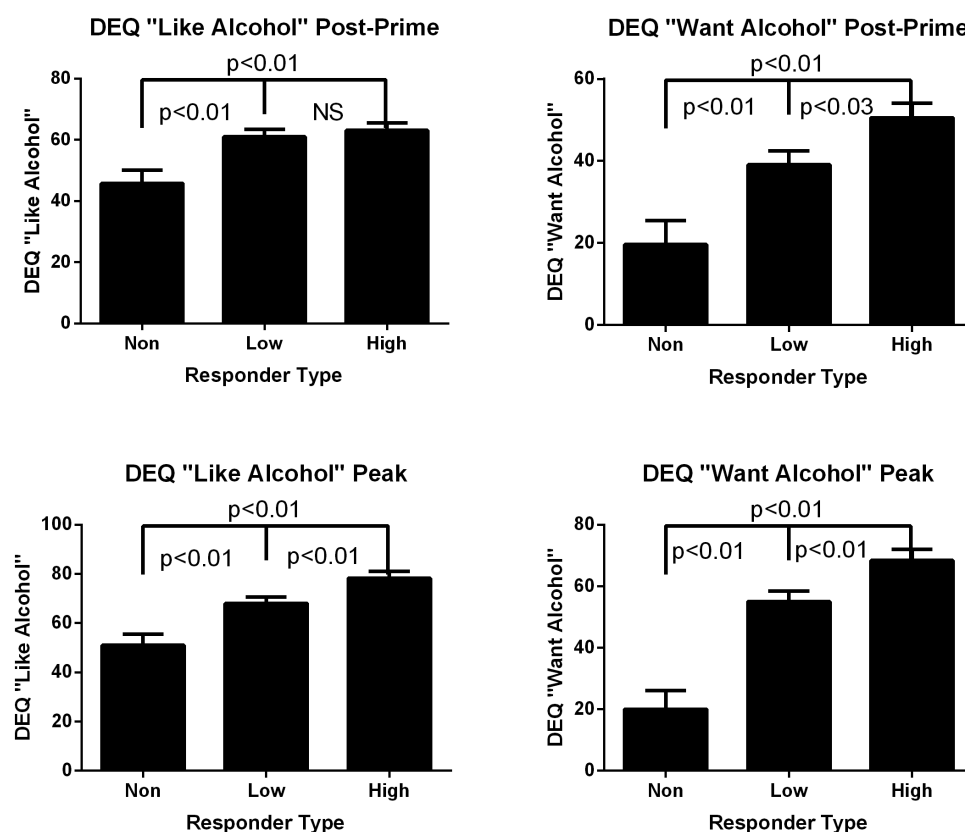 DEQ "Like Alcohol" Post-Prime
p<0.01
p<0.01
NS
80
60
40
20
0
DEQ "Like Alcohol"
Non
Low
High
Responder Type
DEQ "Want Alcohol" Post-Prime
p<0.01
p<0.01
p<0.03
60
40
20
0
DEQ "Want Alcohol"
Non
Low
High
Responder Type
DEQ "Like Alcohol" Peak
p<0.01
p<0.01
p<0.01
100
80
60
40
20
0
DEQ "Like Alcohol"
Non
Low
High
Responder Type
DEQ "Want Alcohol" Peak
p<0.01
p<0.01
p<0.01
80
60
40
20
0
DEQ "Want Alcohol"
Non
Low
High
Responder Type